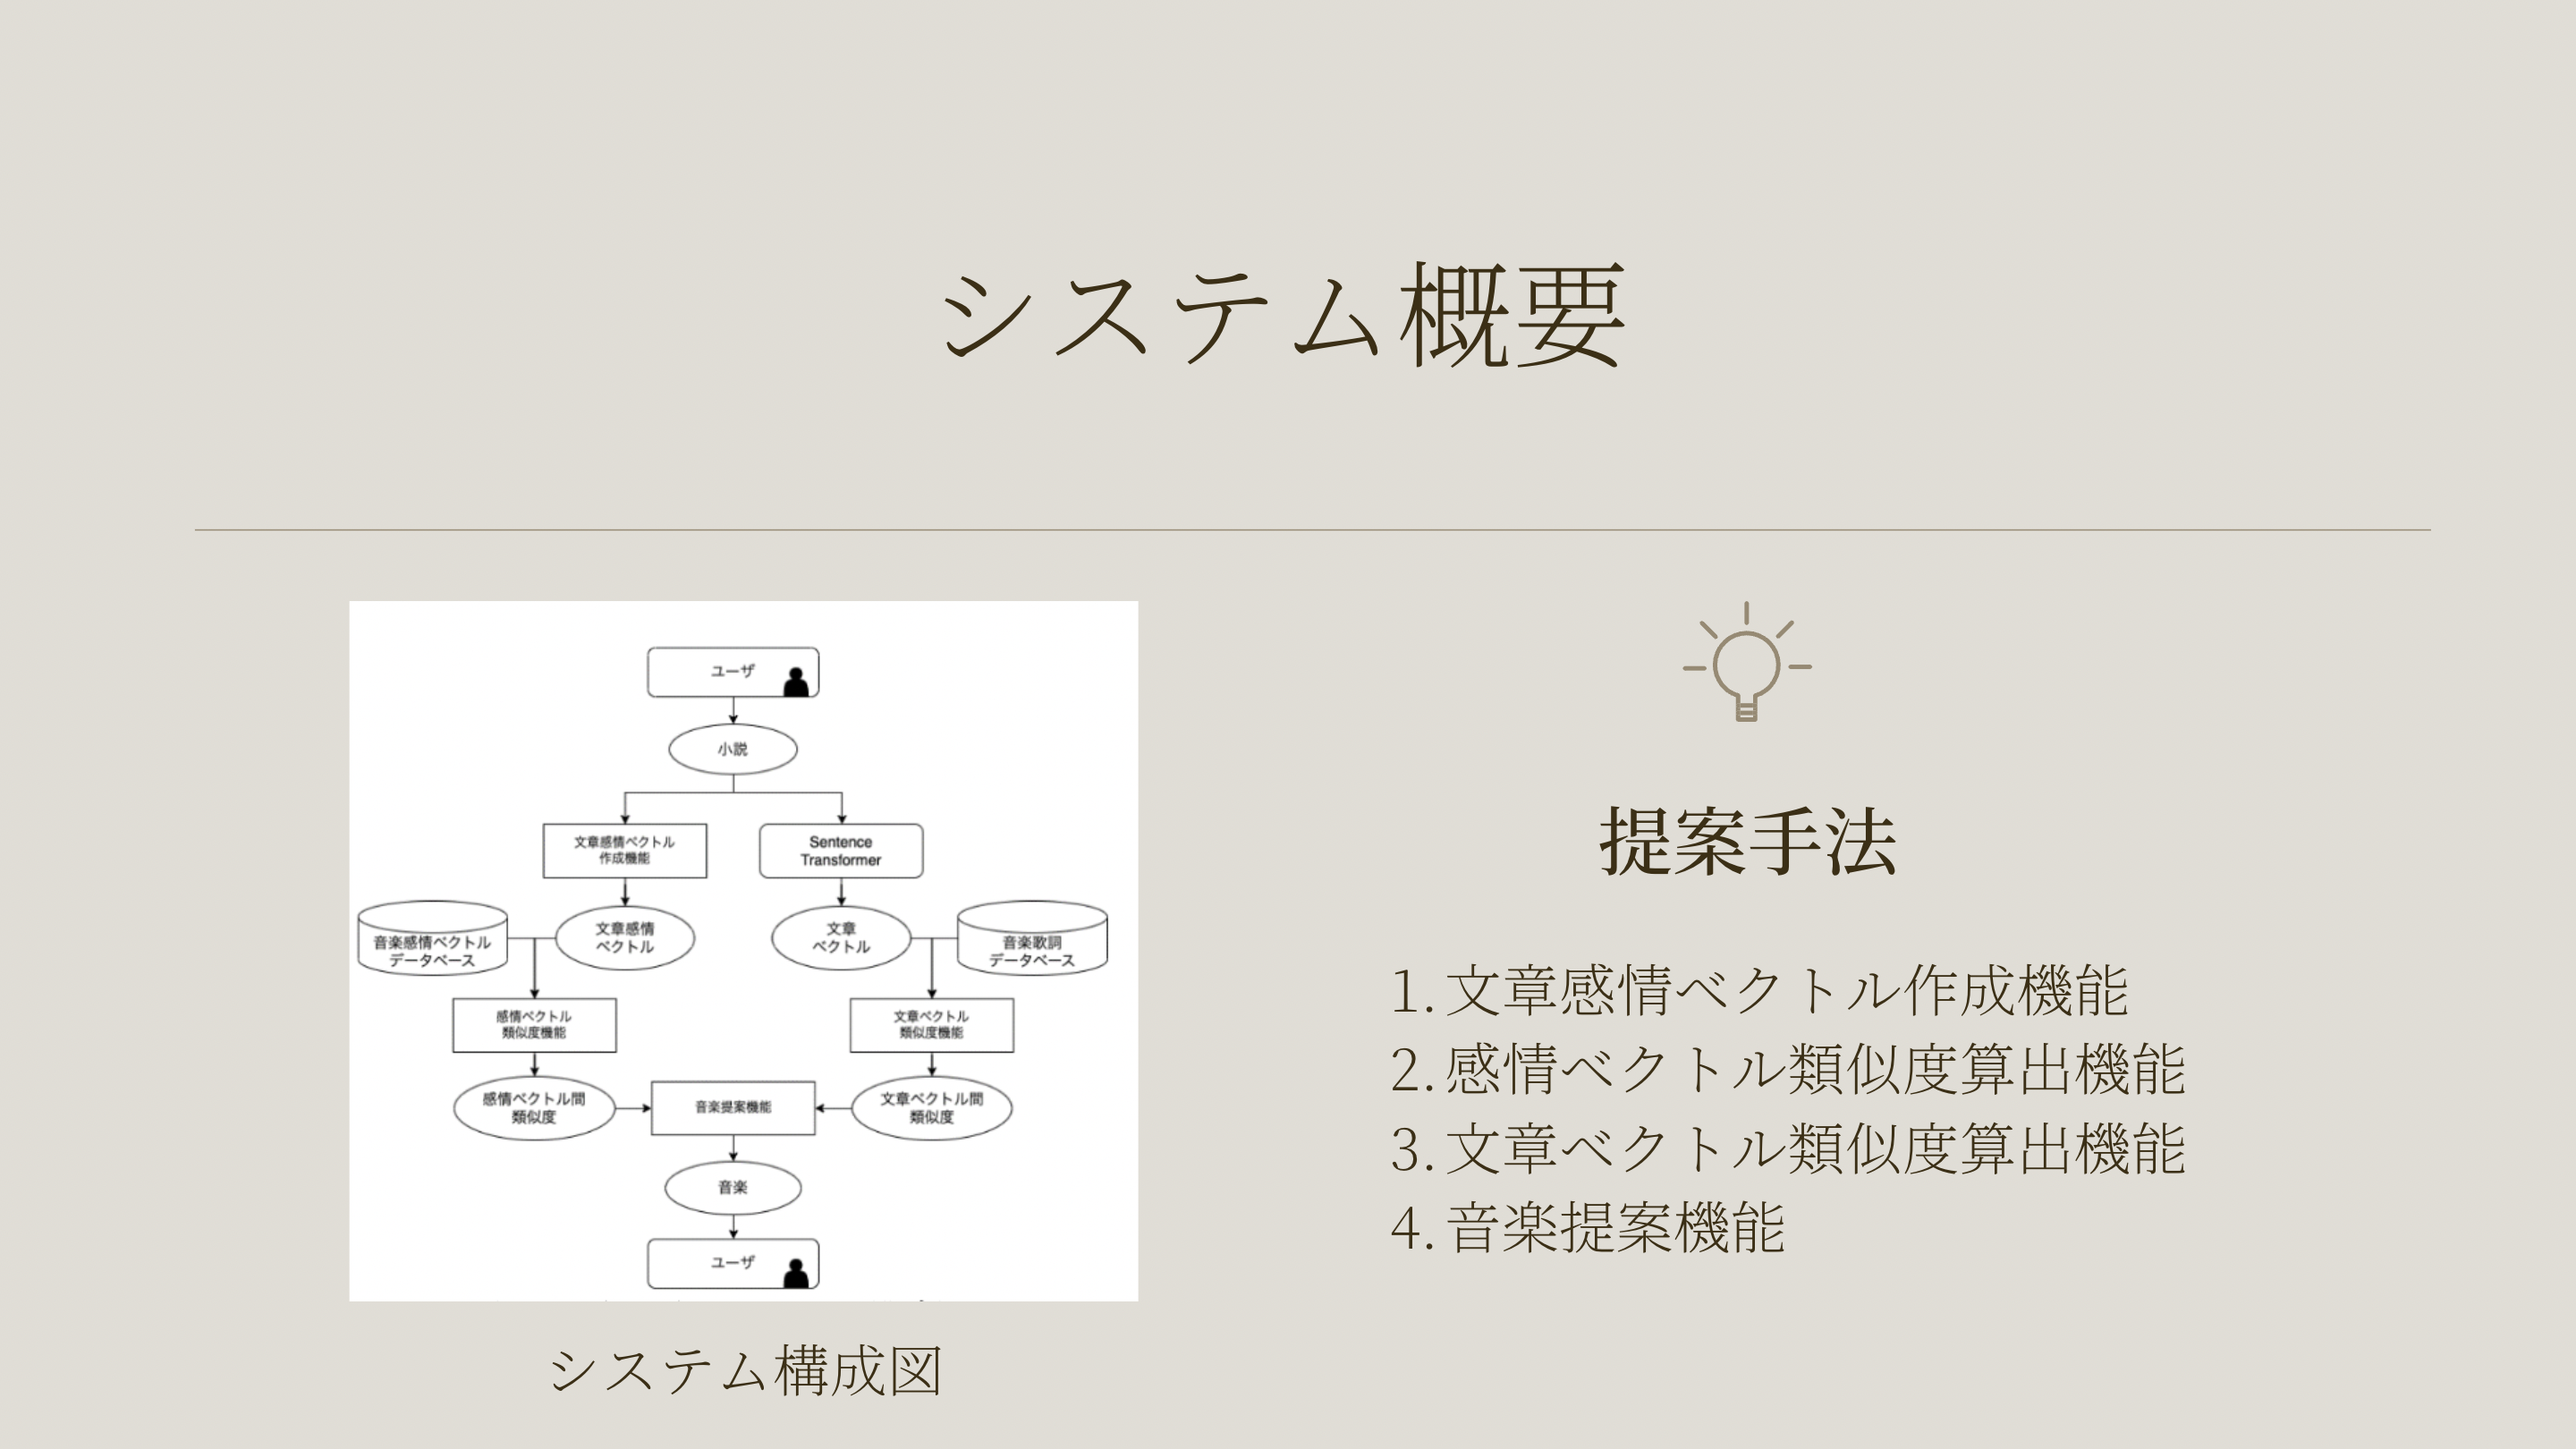 システム概要
ユーザ
小説
文章感情ベクトル
作成機能
Sentence
Transformer
音楽感情ベクトル
データベース
文章感情
ベクトル
文章
ベクトル
音楽歌詞
データベース
感情ベクトル
類似度機能
文章ベクトル
類似度機能
感情ベクトル間
類似度
音楽提案機能
文章ベクトル間
類似度
音楽
ユーザ
システム構成図
提案手法
1. 文章感情ベクトル作成機能
2. 感情ベクトル類似度算出機能
3. 文章ベクトル類似度算出機能
4. 音楽提案機能